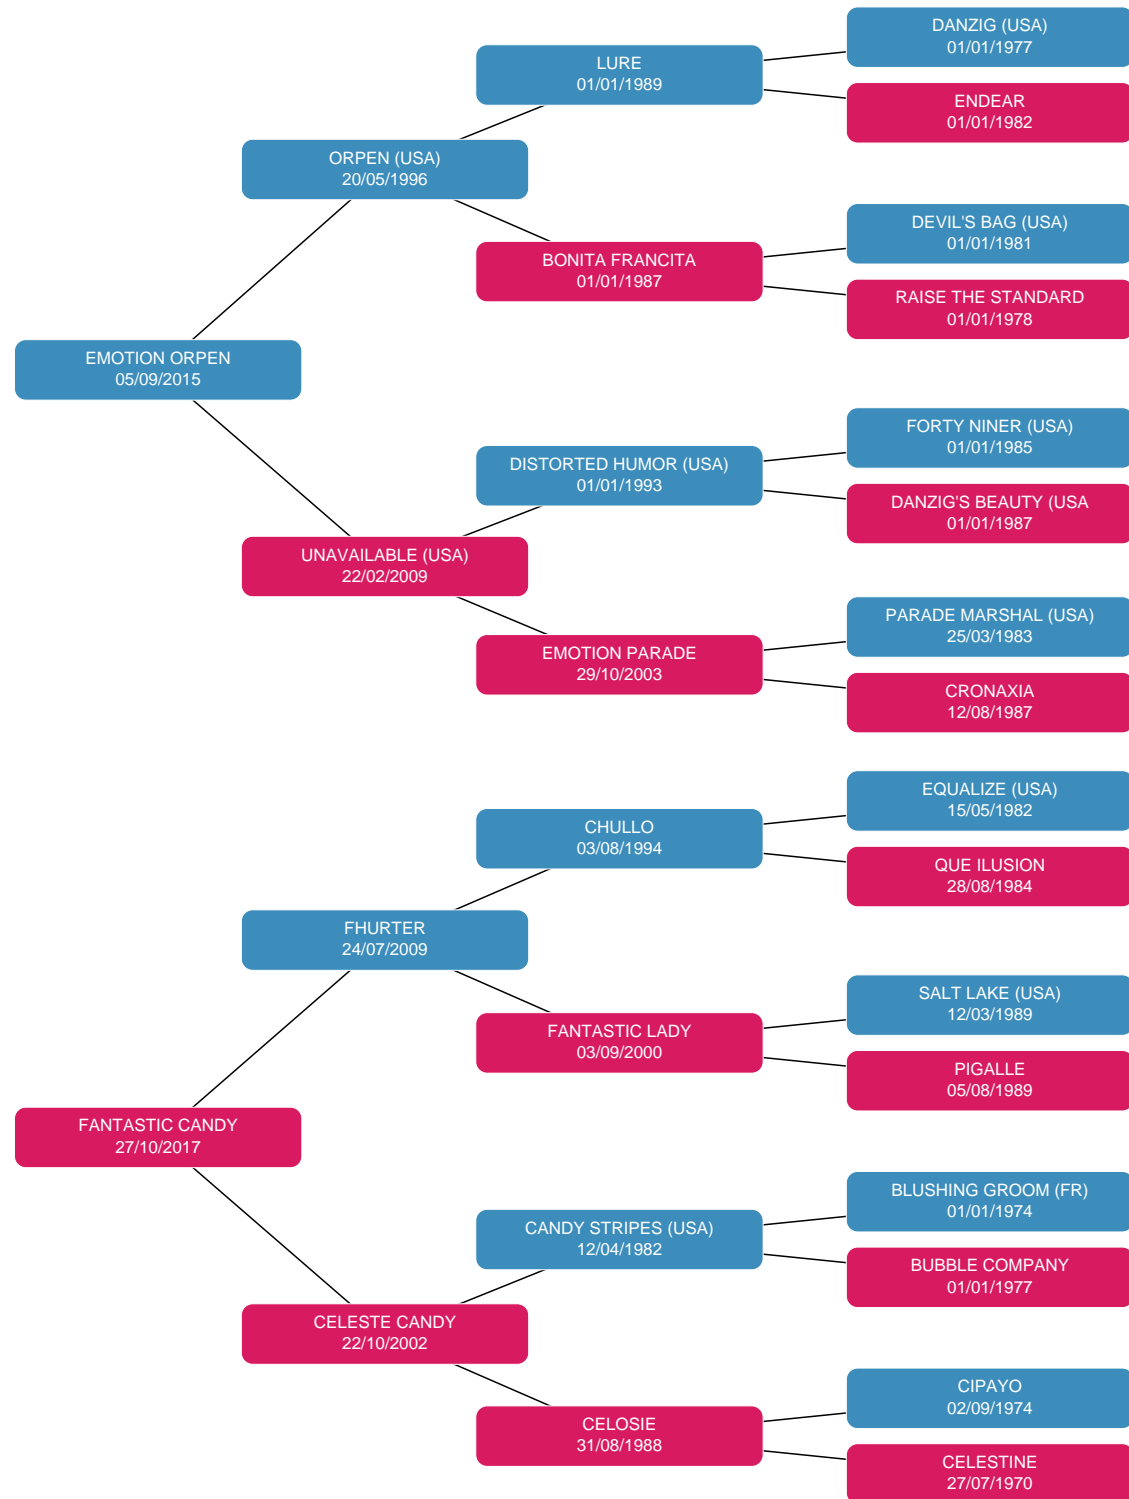 DANZIG (USA)
01/01/1977
LURE
01/01/1989
ENDEAR
01/01/1982
ORPEN (USA)
20/05/1996
DEVIL'S BAG (USA)
01/01/1981
BONITA FRANCITA
01/01/1987
RAISE THE STANDARD
01/01/1978
EMOTION ORPEN
05/09/2015
FORTY NINER (USA)
01/01/1985
DISTORTED HUMOR (USA)
01/01/1993
DANZIG'S BEAUTY (USA
01/01/1987
UNAVAILABLE (USA)
22/02/2009
PARADE MARSHAL (USA)
25/03/1983
EMOTION PARADE
29/10/2003
CRONAXIA
12/08/1987
EQUALIZE (USA)
15/05/1982
CHULLO
03/08/1994
QUE ILUSION
28/08/1984
FHURTER
24/07/2009
SALT LAKE (USA)
12/03/1989
FANTASTIC LADY
03/09/2000
PIGALLE
05/08/1989
FANTASTIC CANDY
27/10/2017
BLUSHING GROOM (FR)
01/01/1974
CANDY STRIPES (USA)
12/04/1982
BUBBLE COMPANY
01/01/1977
CELESTE CANDY
22/10/2002
CIPAYO
02/09/1974
CELOSIE
31/08/1988
CELESTINE
27/07/1970